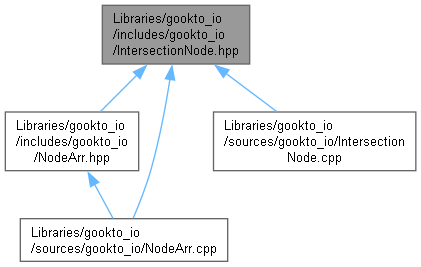 Libraries/gookto_io
/includes/gookto_io
/IntersectionNode.hpp
Libraries/gookto_io
/includes/gookto_io
/NodeArr.hpp
Libraries/gookto_io
/sources/gookto_io/Intersection
Node.cpp
Libraries/gookto_io
/sources/gookto_io/NodeArr.cpp